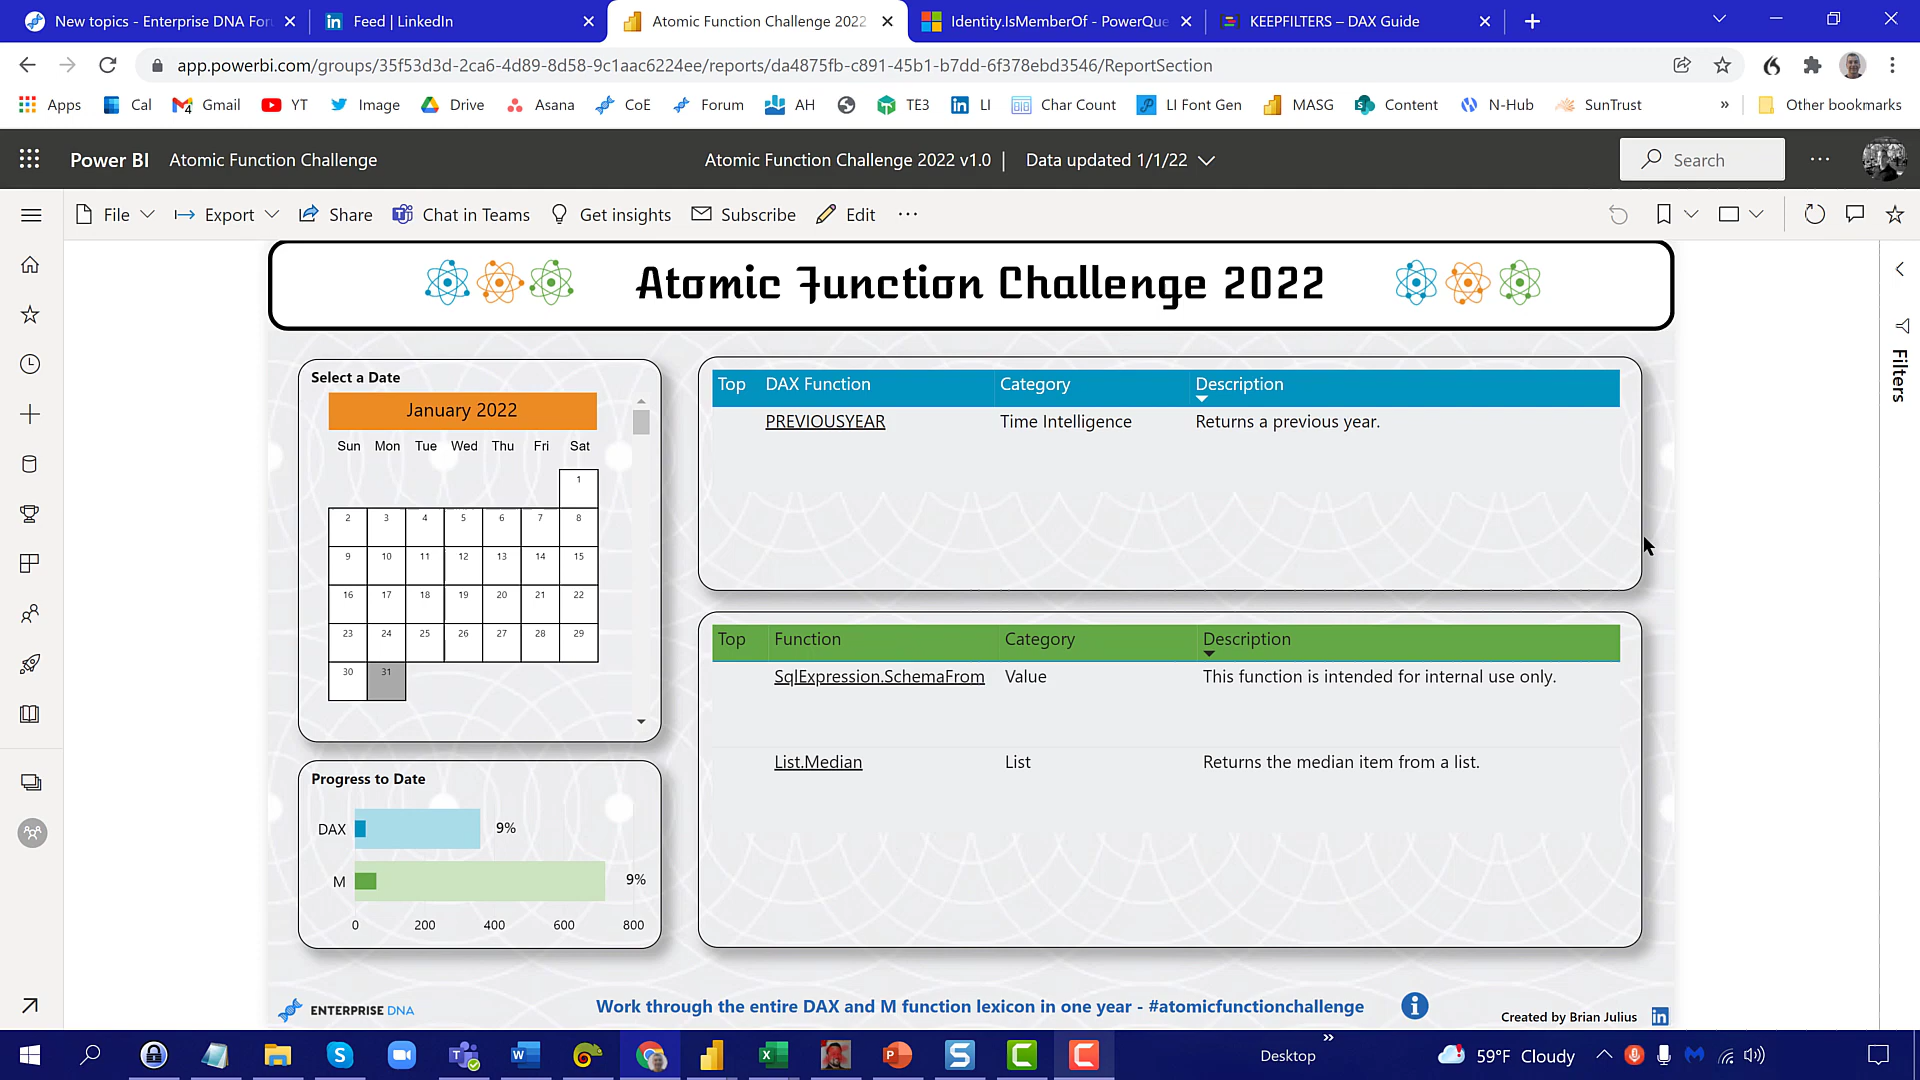 New topics - Enterprise DNA For
Feed | LinkedIn
Atomic Function Challenge 2022
Identity.IsMemberOf - PowerQue
KEEPFILTERS – DAX Guide
app.powerbi.com/groups/35f53d3d-2ca6-4d89-8d58-9c1aac6224ee/reports/da4875fb-c891-45b1-b7dd-6f378ebd3546/ReportSection
Apps Cal Gmail YT Image Drive Asana CoE Forum AH TE3 LI Char Count LI Font Gen MASG Content N-Hub SunTrust » Other bookmarks
Power BI Atomic Function Challenge
Atomic Function Challenge 2022 v1.0 | Data updated 1/1/22
Search
File Export Share Chat in Teams Get insights Subscribe Edit
Atomic Function Challenge 2022
Filters
Select a Date
January 2022
Sun Mon Tue Wed Thu Fri Sat
1
2 3 4 5 6 7 8
9 10 11 12 13 14 15
16 17 18 19 20 21 22
23 24 25 26 27 28 29
30 31
Top DAX Function Category Description
PREVIOUSYEAR Time Intelligence Returns a previous year.
Top Function Category Description
SqlExpression.SchemaFrom Value This function is intended for internal use only.
List.Median List Returns the median item from a list.
Progress to Date
DAX 9%
M 9%
0 200 400 600 800
ENTERPRISE DNA
Work through the entire DAX and M function lexicon in one year - #atomicfunctionchallenge
Created by Brian Julius
Desktop
59°F Cloudy